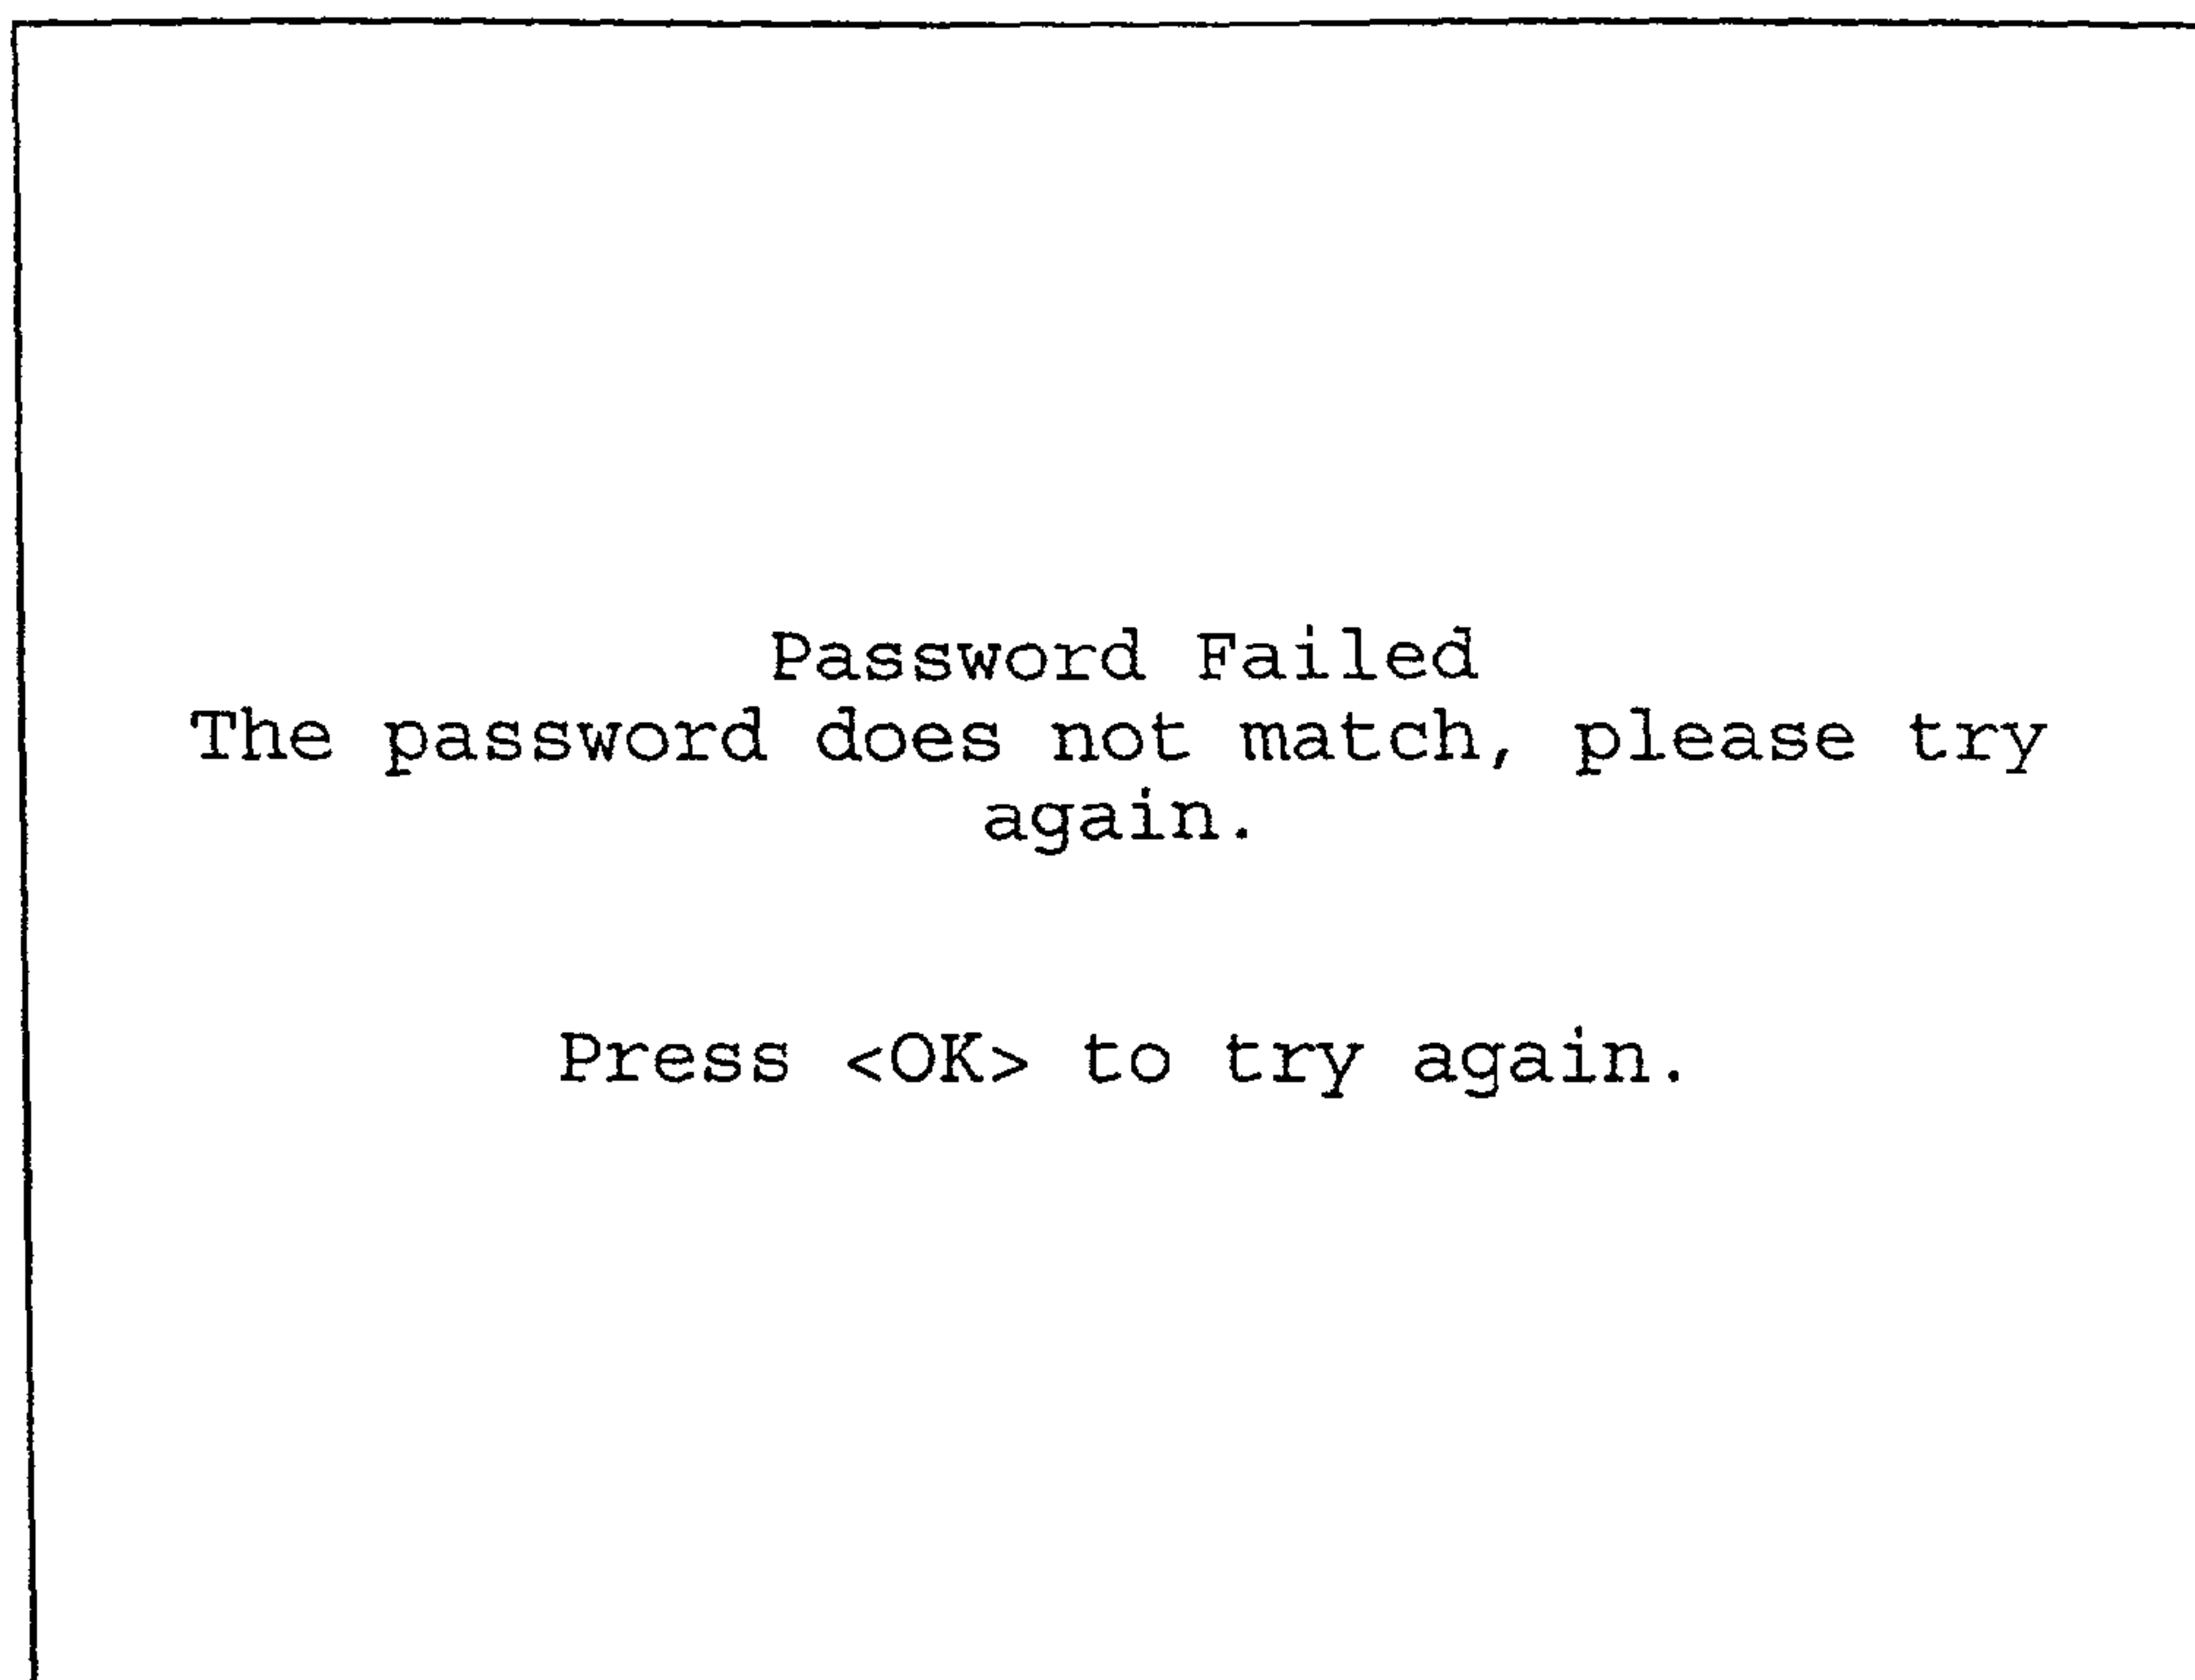 Password Failed
The password does not match, please try
again.
Press <OK> to try again.